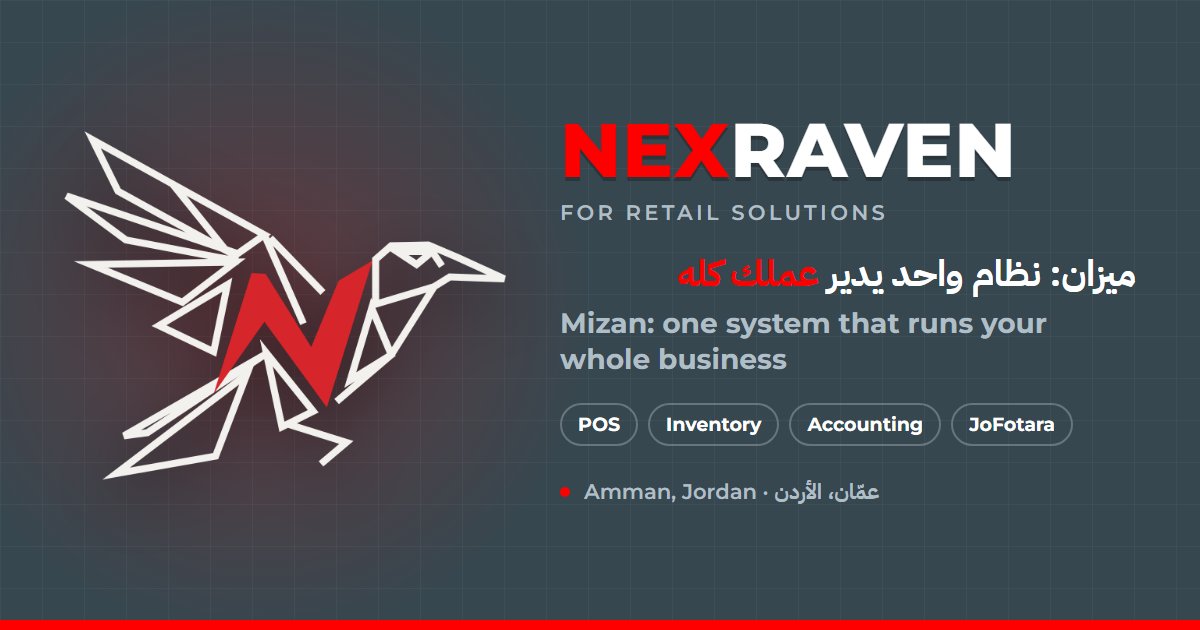 NEXRAVEN
FOR RETAIL SOLUTIONS
ميزان: نظام واحد يدير عملك كله
Mizan: one system that runs your
whole business
POS Inventory Accounting JoFotara
Amman, Jordan · عمّان، الأردن